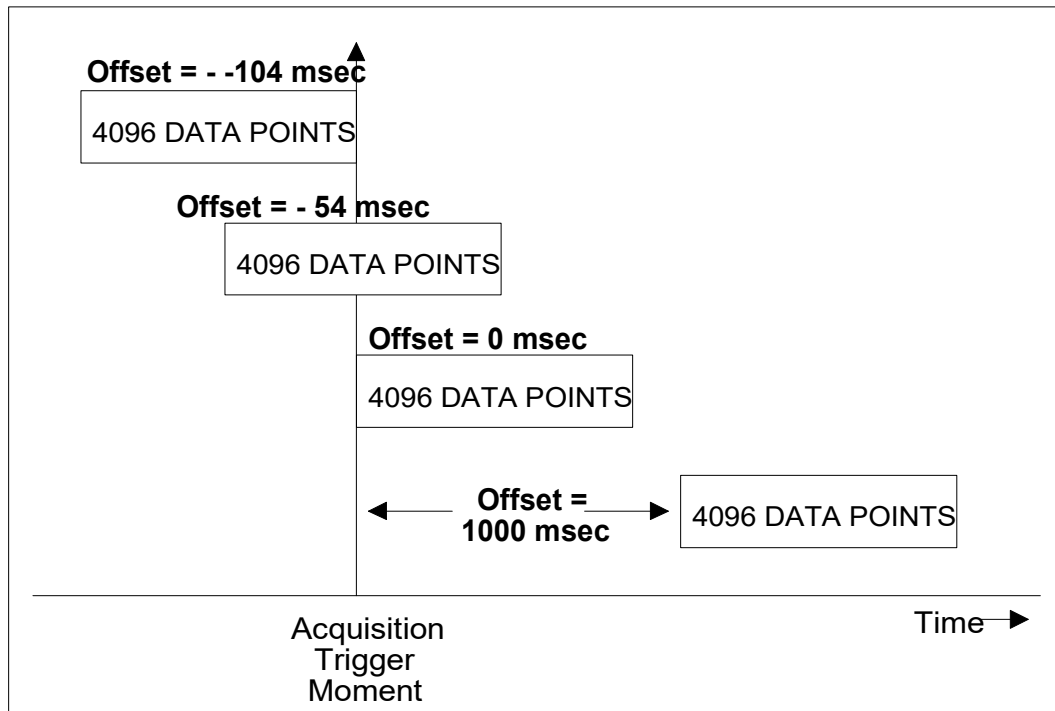 Offset = - -104 msec
4096 DATA POINTS
Offset = - 54 msec
4096 DATA POINTS
Offset = 0 msec
4096 DATA POINTS
Offset =
1000 msec
4096 DATA POINTS
Time
Acquisition
Trigger
Moment